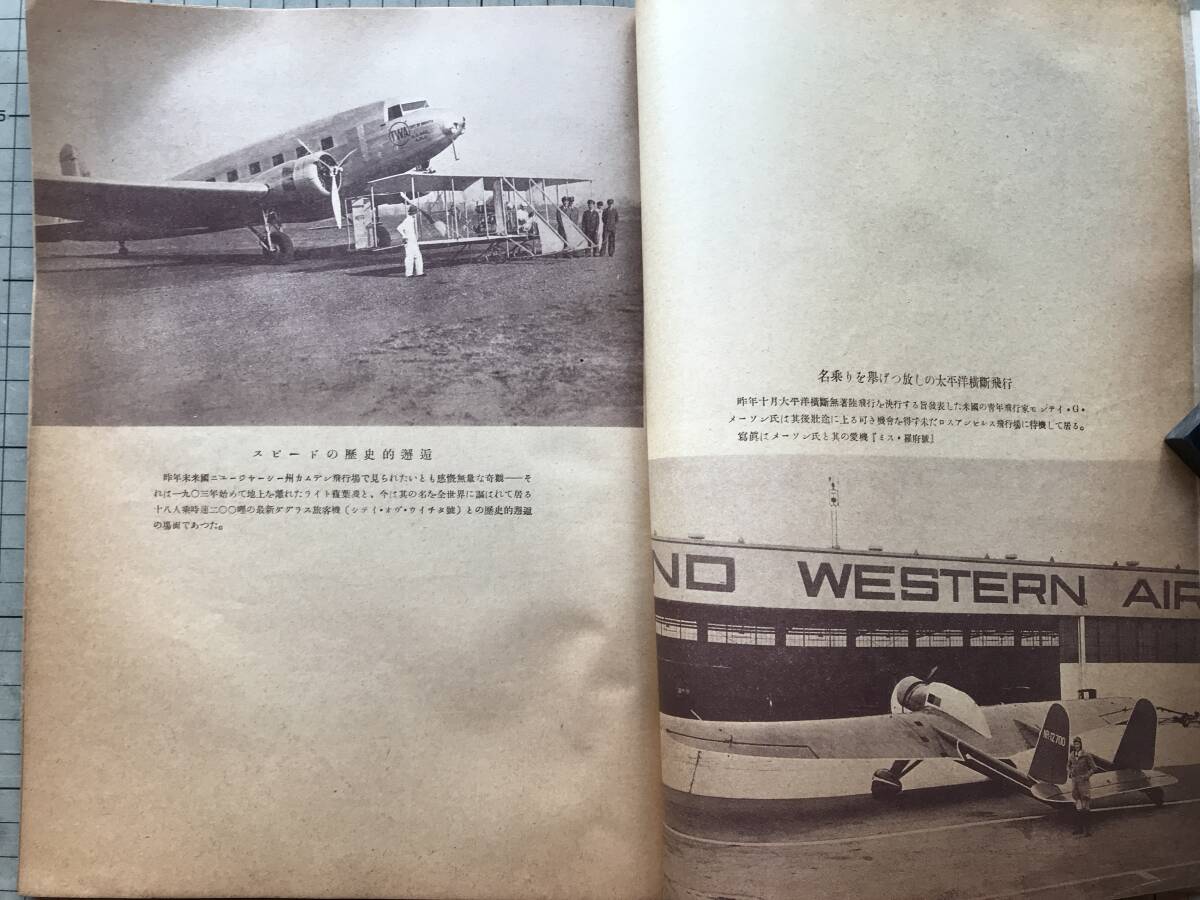 TWA
スピードの歴史的邂逅
昨年末米國ニュージャーシー州カムデン飛行場で見られたいとも感慨無量な奇觀――そ
れは一九〇三年始めて地上を離れたライト複葉機と、今は其の名を全世界に謳はれて居る
十八人乘時速二〇〇哩の最新ダグラス旅客機(シテイ・オヴ・ウイチタ號)との歴史的邂逅
の場面であつた。
名乘りを擧げつ放しの太平洋橫斷飛行
昨年十月太平洋橫斷無著陸飛行を決行する旨發表した米國の青年飛行家モンテイ・G・
メーソン氏は其後壯途に上る可き機會を得ず未だロスアンゼルス飛行場に待機して居る。
寫眞はメーソン氏と其の愛機『ミス・羅府號』
ND WESTERN AIR
NR-12700